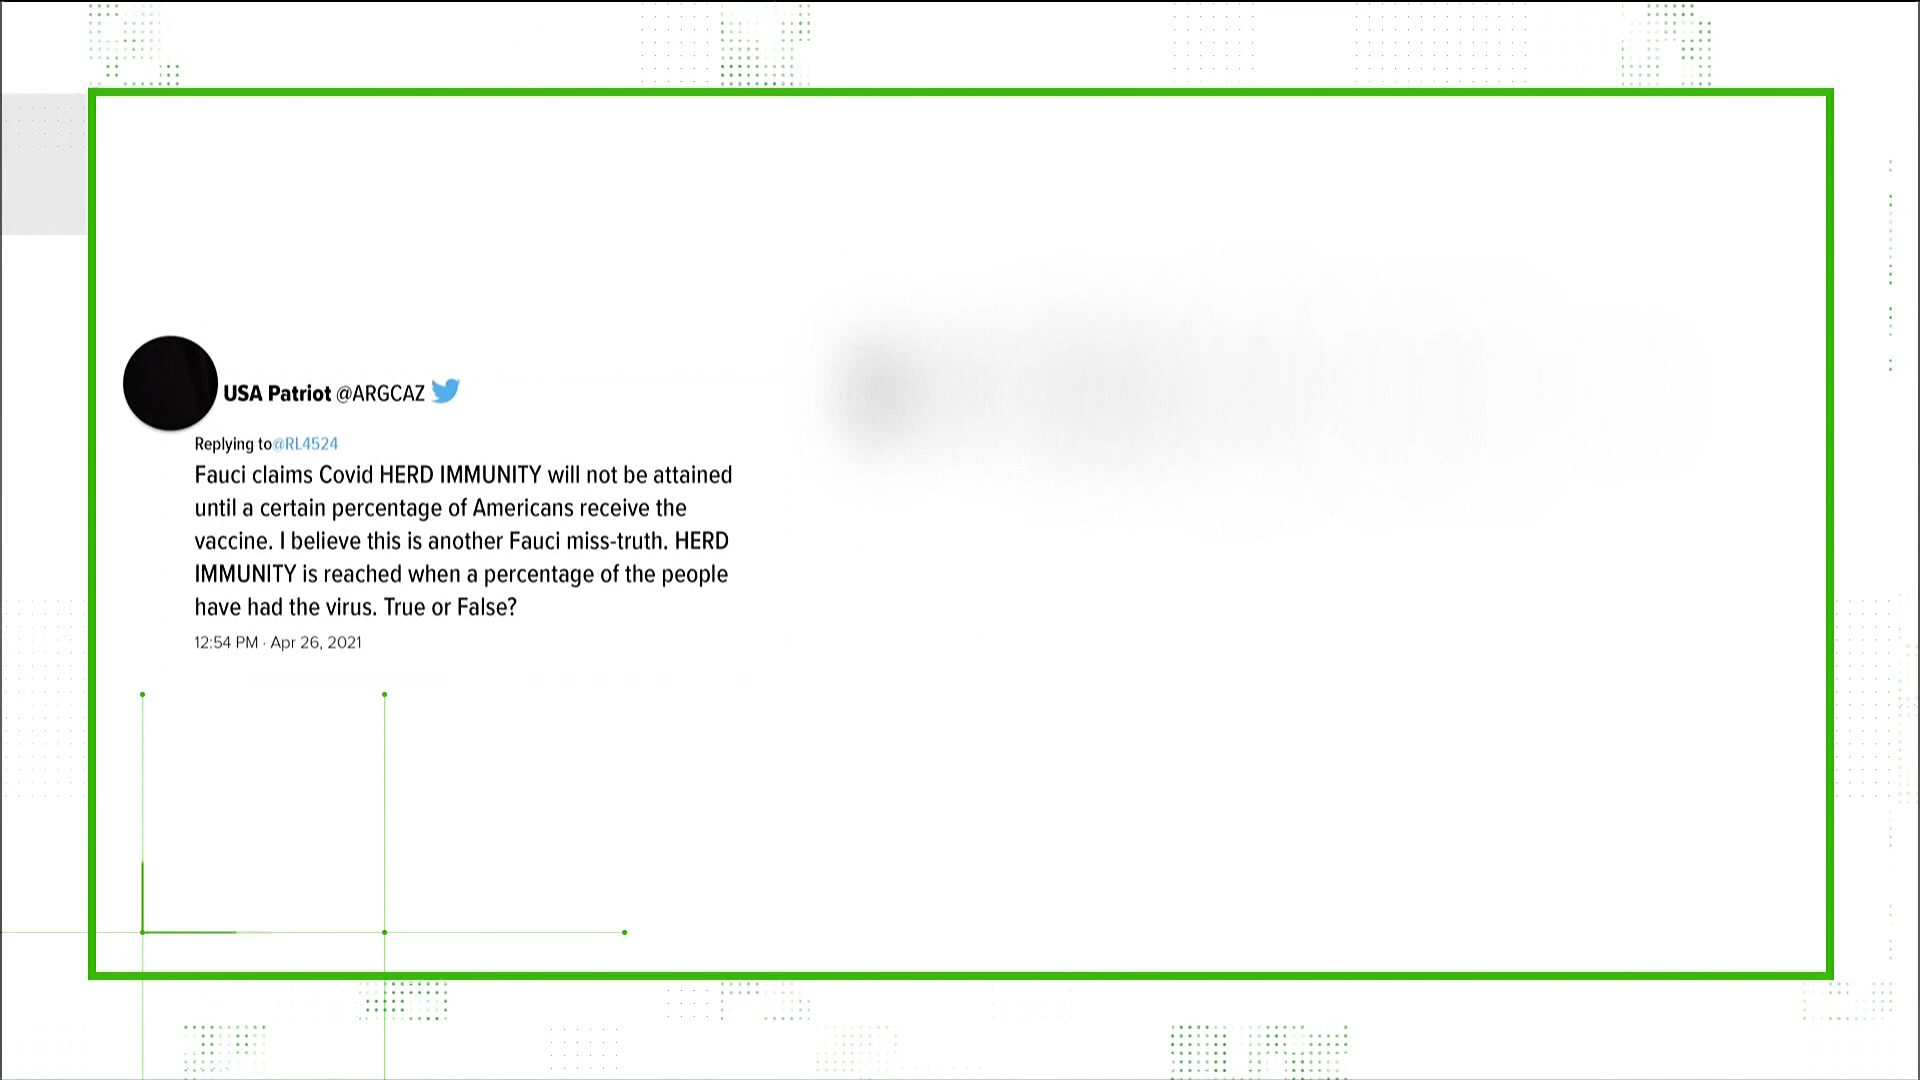 USA Patriot @ARGCAZ
Replying to@RL4524
Fauci claims Covid HERD IMMUNITY will not be attained
until a certain percentage of Americans receive the
vaccine. I believe this is another Fauci miss-truth. HERD
IMMUNITY is reached when a percentage of the people
have had the virus. True or False?
12:54 PM · Apr 26, 2021